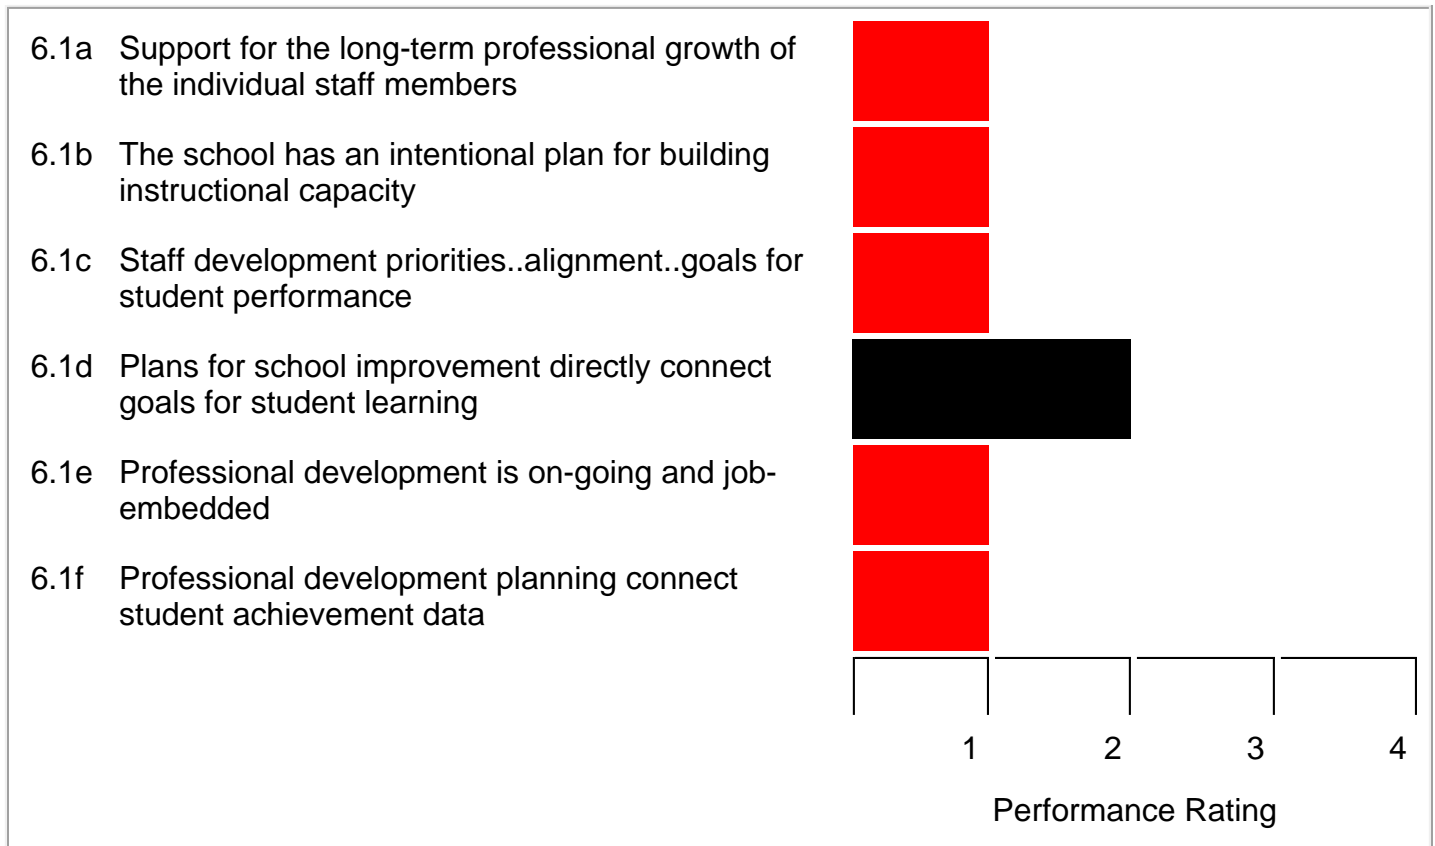 6.1a Support for the long-term professional growth of
the individual staff members
6.1b The school has an intentional plan for building
instructional capacity
6.1c Staff development priorities..alignment..goals for
student performance
6.1d Plans for school improvement directly connect
goals for student learning
6.1e Professional development is on-going and job-
embedded
6.1f Professional development planning connect
student achievement data
1 2 3 4
Performance Rating